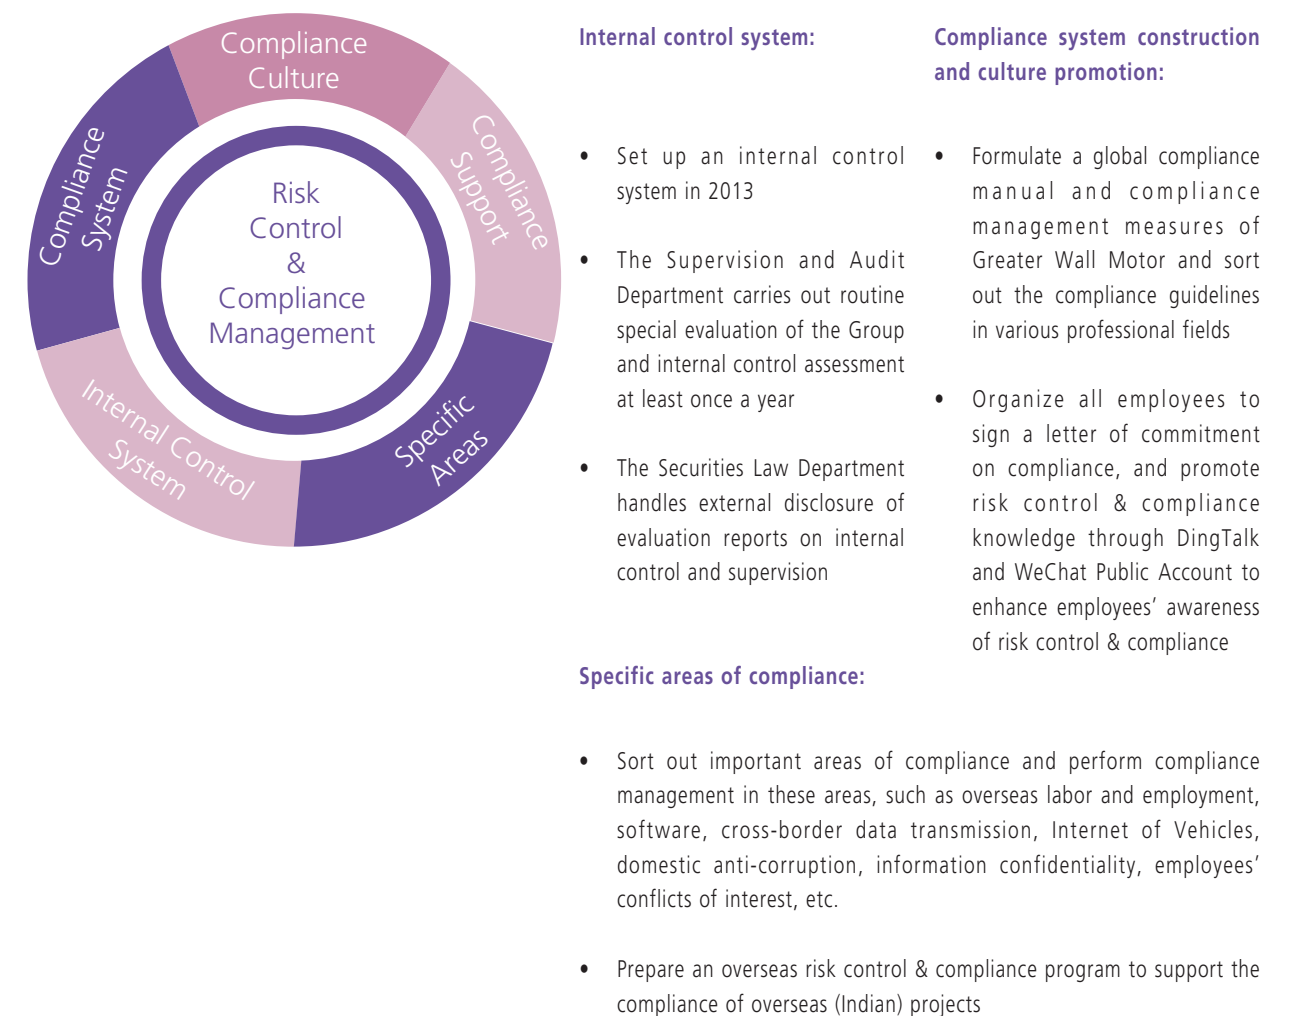 Compliance
Culture
Compliance
Support
Specific
Areas
Internal Control
System
Compliance
System
Risk
Control
&
Compliance
Management
Internal control system:
• Set up an internal control
system in 2013
• The Supervision and Audit
Department carries out routine
special evaluation of the Group
and internal control assessment
at least once a year
• The Securities Law Department
handles external disclosure of
evaluation reports on internal
control and supervision
Compliance system construction
and culture promotion:
• Formulate a global compliance
manual and compliance
management measures of
Greater Wall Motor and sort
out the compliance guidelines
in various professional fields
• Organize all employees to
sign a letter of commitment
on compliance, and promote
risk control & compliance
knowledge through DingTalk
and WeChat Public Account to
enhance employees’ awareness
of risk control & compliance
Specific areas of compliance:
• Sort out important areas of compliance and perform compliance
management in these areas, such as overseas labor and employment,
software, cross-border data transmission, Internet of Vehicles,
domestic anti-corruption, information confidentiality, employees’
conflicts of interest, etc.
• Prepare an overseas risk control & compliance program to support the
compliance of overseas (Indian) projects